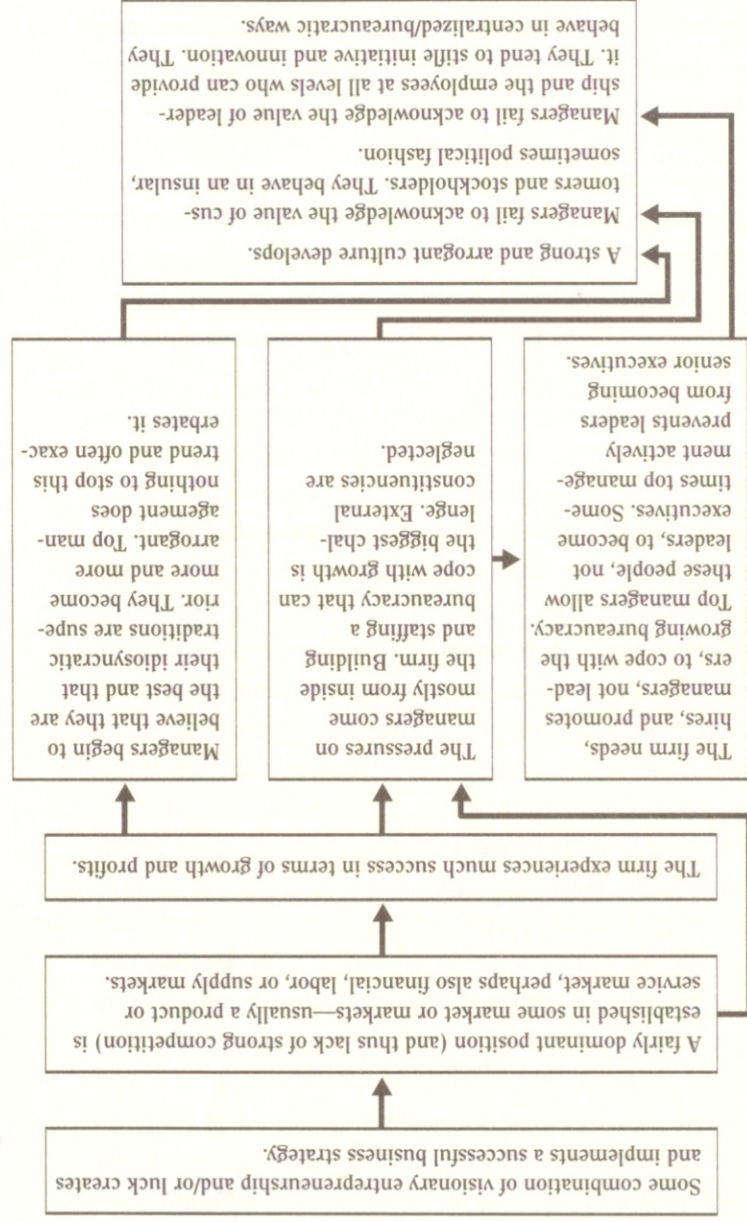 Some combination of visionary entrepreneurship and/or luck creates
and implements a successful business strategy.
A fairly dominant position (and thus lack of strong competition) is
established in some market or markets—usually a product or
service market, perhaps also financial, labor, or supply markets.
The firm experiences much success in terms of growth and profits.
The firm needs,
hires, and promotes
managers, not lead-
ers, to cope with the
growing bureaucracy.
Top managers allow
these people, not
leaders, to become
executives. Some-
times top manage-
ment actively
prevents leaders
from becoming
senior executives.
The pressures on
managers come
mostly from inside
the firm. Building
and staffing a
bureaucracy that can
cope with growth is
the biggest chal-
lenge. External
constituencies are
neglected.
Managers begin to
believe that they are
the best and that
their idiosyncratic
traditions are supe-
rior. They become
more and more
arrogant. Top man-
agement does
nothing to stop this
trend and often exac-
erbates it.
A strong and arrogant culture develops.
Managers fail to acknowledge the value of cus-
tomers and stockholders. They behave in an insular,
sometimes political fashion.
Managers fail to acknowledge the value of leader-
ship and the employees at all levels who can provide
it. They tend to stifle initiative and innovation. They
behave in centralized/bureaucratic ways.